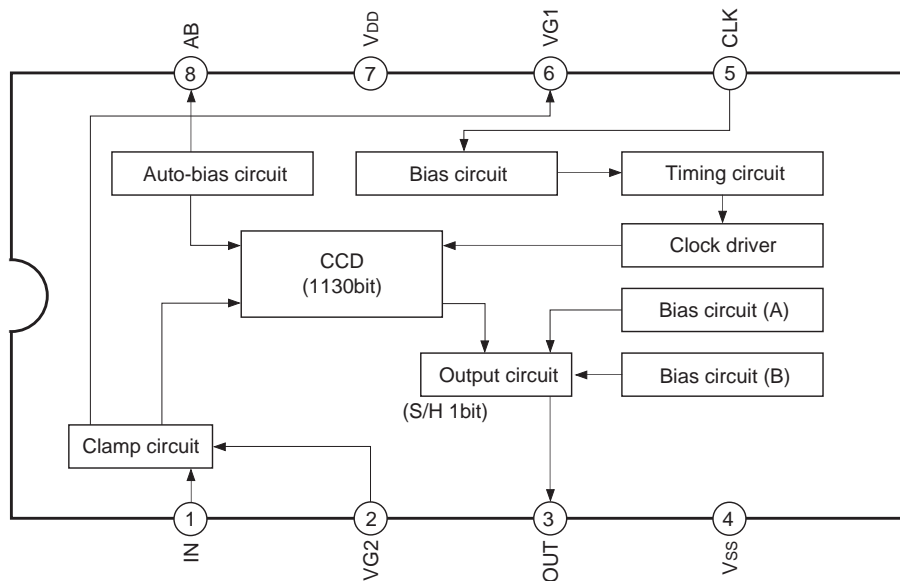 AB
VDD
VG1
CLK
8
7
6
5
Auto-bias circuit
Bias circuit
Timing circuit
CCD
(1130bit)
Clock driver
Bias circuit (A)
Output circuit
(S/H 1bit)
Bias circuit (B)
Clamp circuit
1
2
3
4
IN
VG2
OUT
VSS